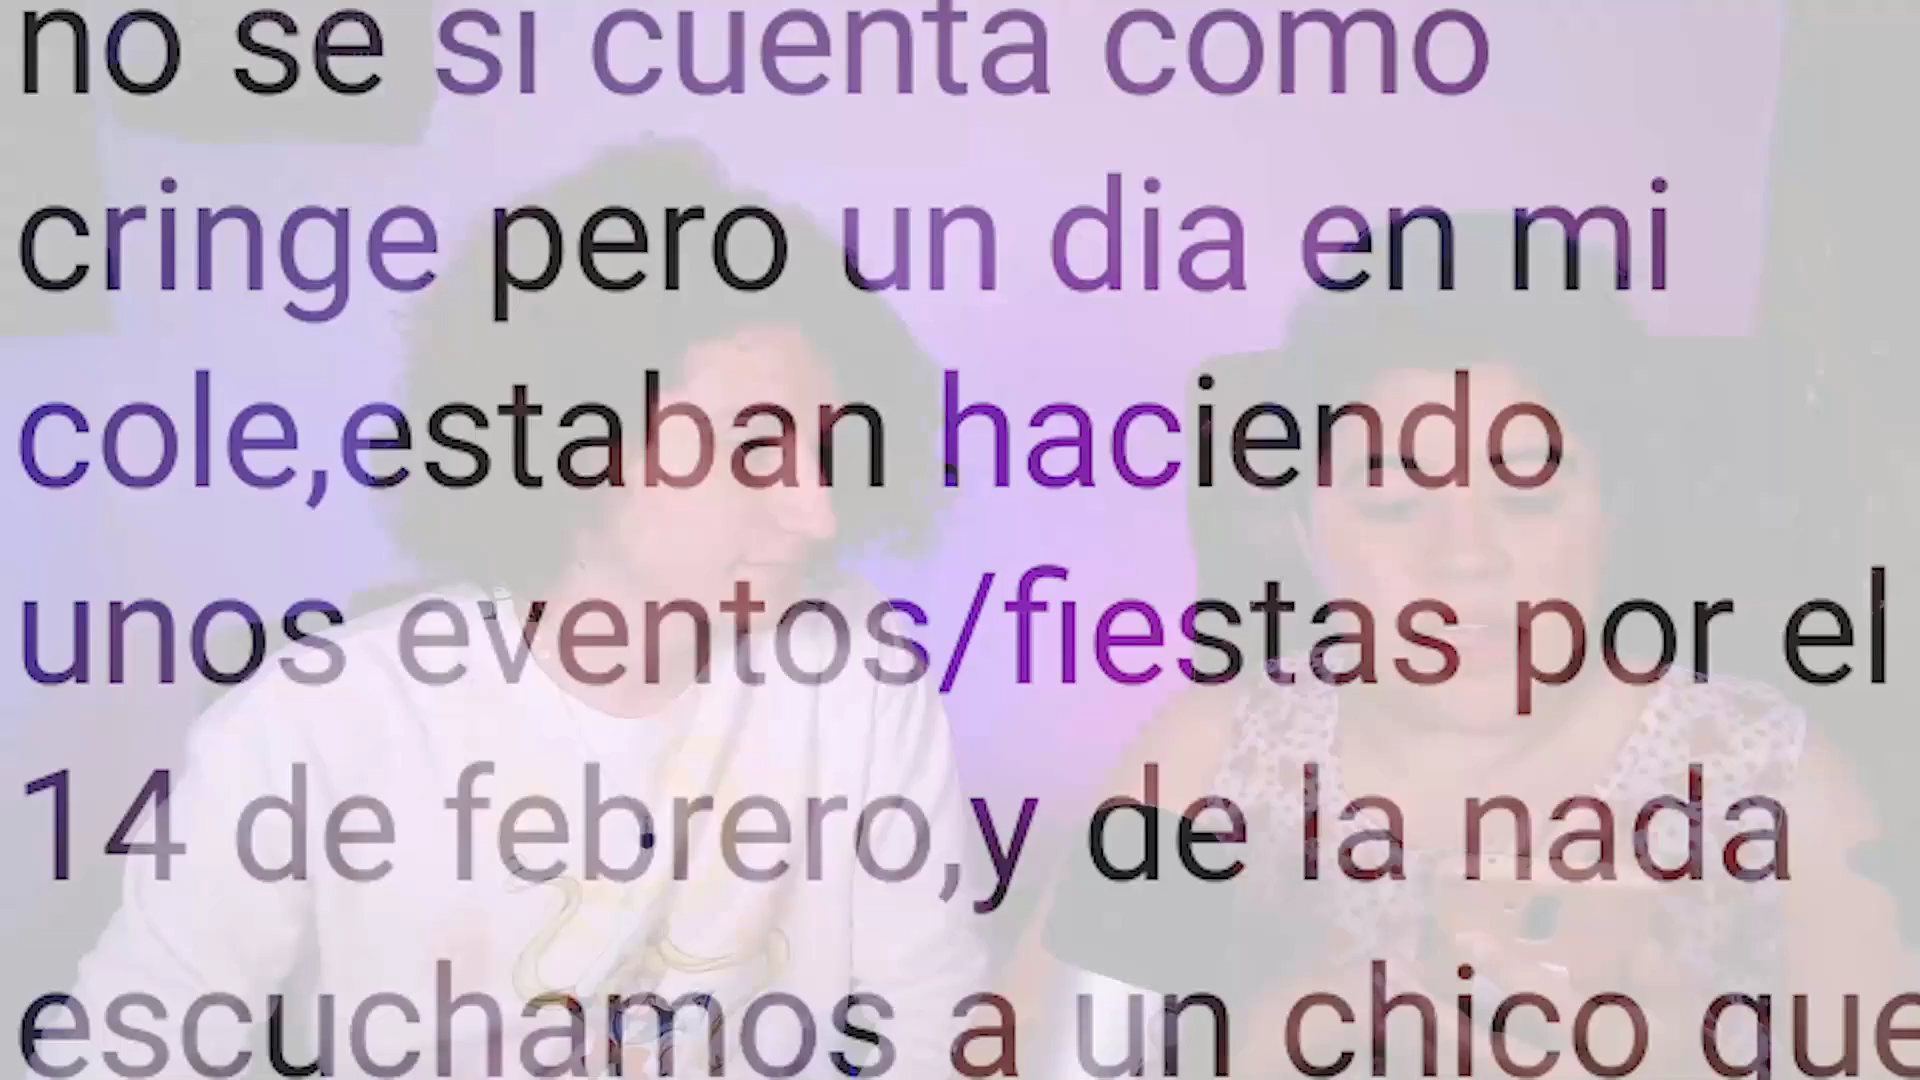 no se si cuenta como
cringe pero un dia en mi
cole,estaban haciendo
unos eventos/fiestas por el
14 de febrero,y de la nada
escuchamos a un chico que